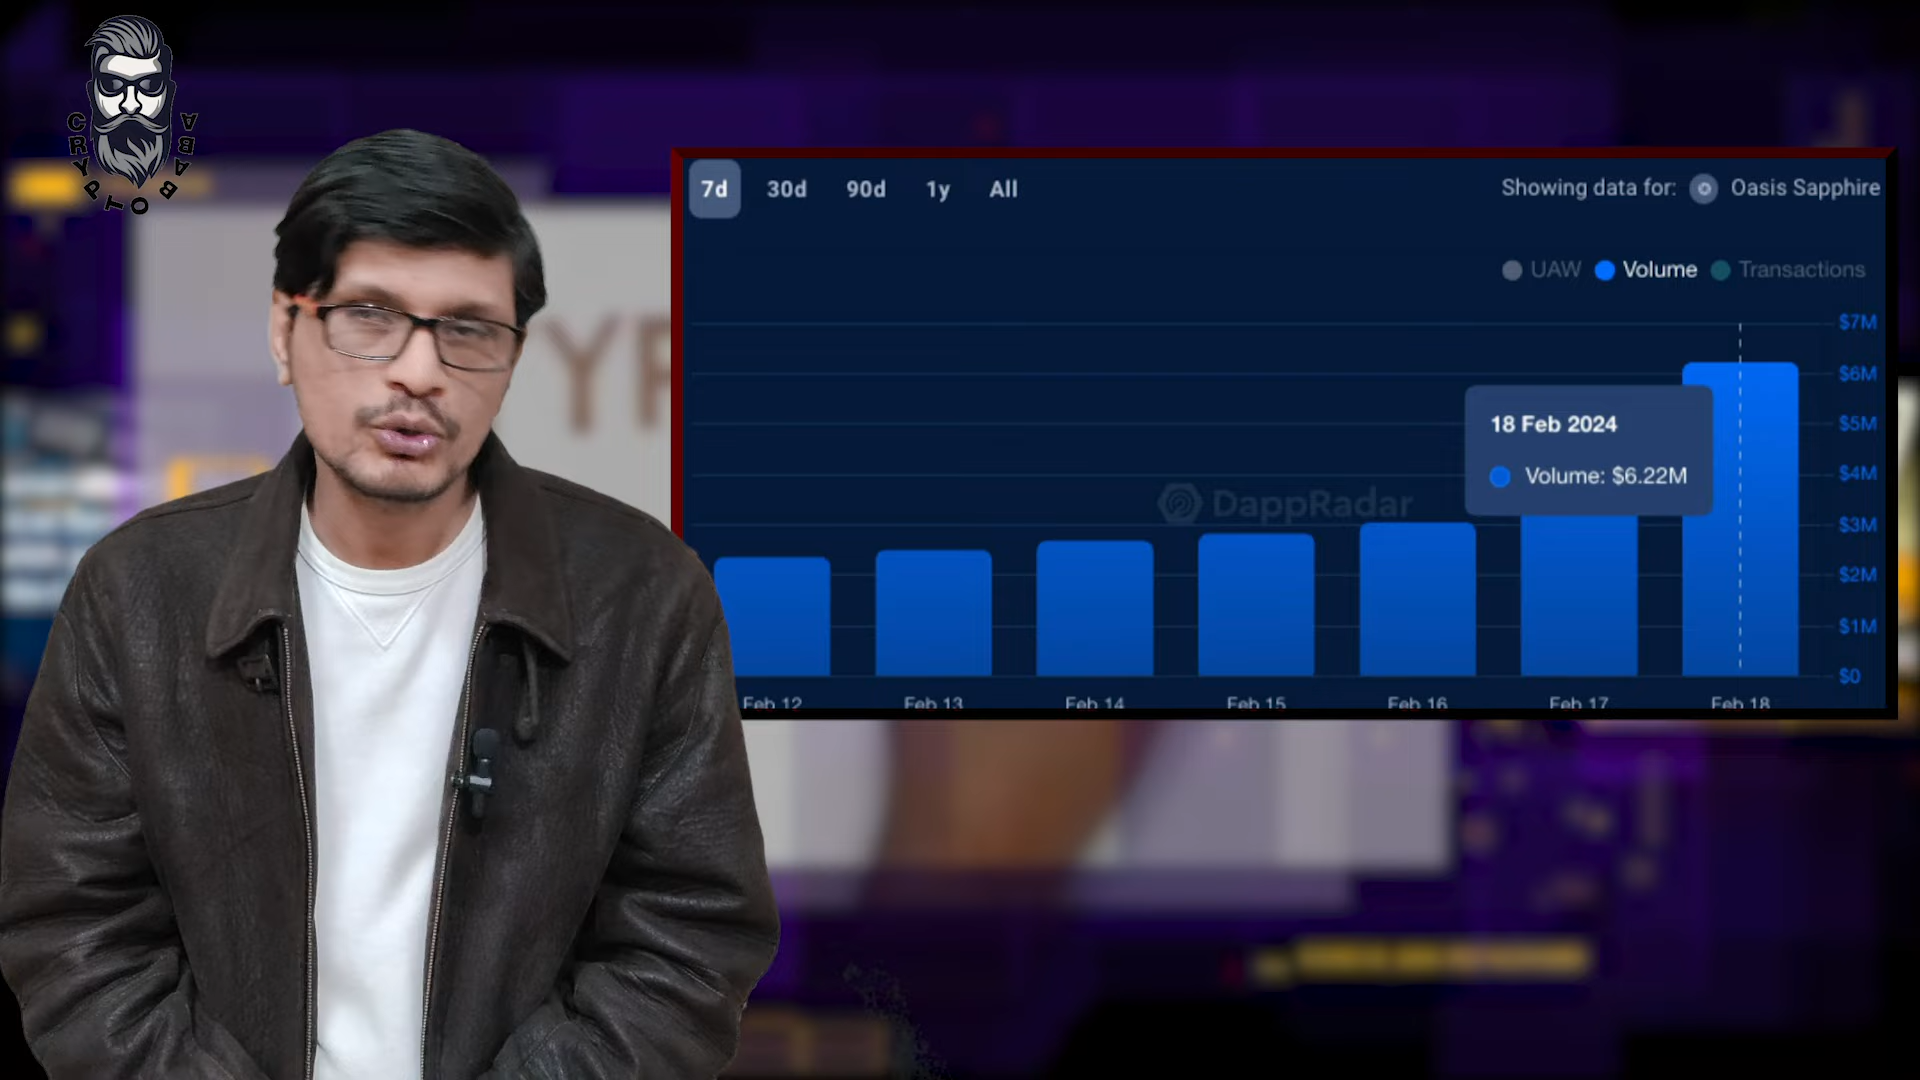 CRYPTO BABA
7d 30d 90d 1y All
Showing data for: Oasis Sapphire
UAW Volume Transactions
$7M
$6M
18 Feb 2024
$5M
Volume: $6.22M
$4M
DappRadar
$3M
$2M
$1M
$0
Feb 12 Feb 13 Feb 14 Feb 15 Feb 16 Feb 17 Feb 18